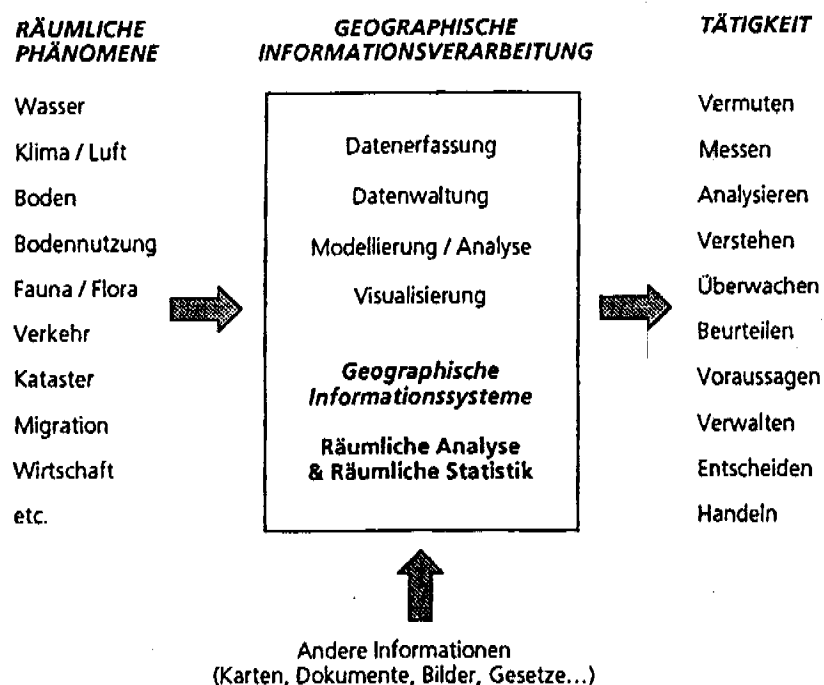 RÄUMLICHE
PHÄNOMENE
Wasser
Klima / Luft
Boden
Bodennutzung
Fauna / Flora
Verkehr
Kataster
Migration
Wirtschaft
etc.
GEOGRAPHISCHE
INFORMATIONSVERARBEITUNG
Datenerfassung
Datenwaltung
Modellierung / Analyse
Visualisierung
Geographische
Informationssysteme
Räumliche Analyse
& Räumliche Statistik
TÄTIGKEIT
Vermuten
Messen
Analysieren
Verstehen
Überwachen
Beurteilen
Voraussagen
Verwalten
Entscheiden
Handeln
Andere Informationen
(Karten, Dokumente, Bilder, Gesetze...)